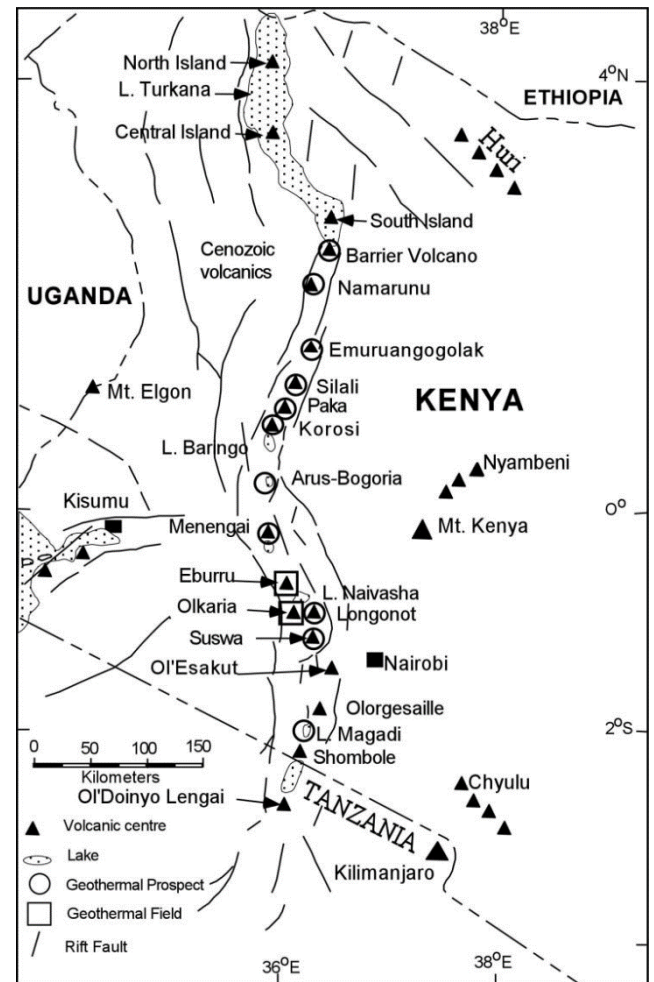 38°E
North Island
4°N
L. Turkana
ETHIOPIA
Central Island
Huri
South Island
Cenozoic
volcanics
Barrier Volcano
UGANDA
Namarunu
Emuruangogolak
Mt. Elgon
Silali
KENYA
Paka
Korosi
L. Baringo
Nyambeni
Arus-Bogoria
Kisumu
0°
Menengai
Mt. Kenya
Eburru
L. Naivasha
Olkaria
Longonot
Suswa
Nairobi
Ol'Esakut
Olorgesaille
2°S
L. Magadi
0 50 100 150
Shombole
Kilometers
Chyulu
Ol'Doinyo Lengai
TANZANIA
Volcanic centre
Lake
Kilimanjaro
Geothermal Prospect
Geothermal Field
Rift Fault
36°E
38°E